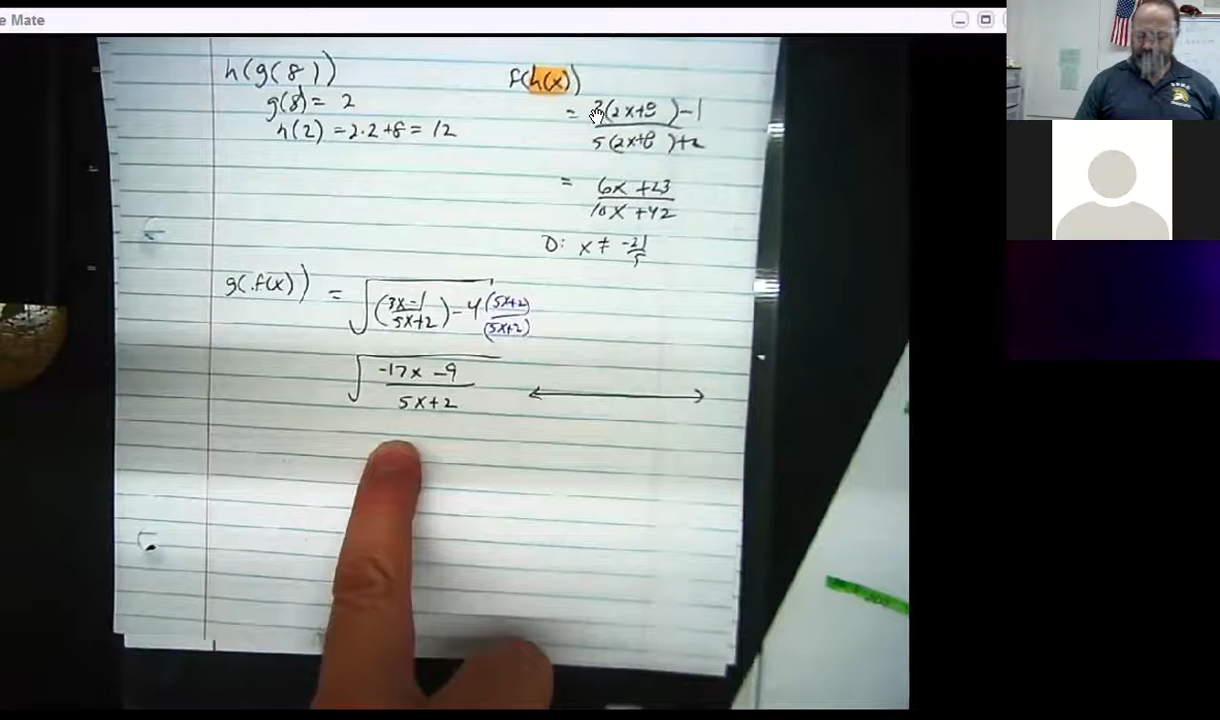 e Mate
h(g(8))
g(8) = 2
h(2) = 2·2+8 = 12
f(h(x))
= 3(2x+8)-1
5(2x+8)+2
= 6x+23
10x+42
D: x ≠ -21
5
g(f(x)) = √(3x-1)-4(5x+2)
5x+2 (5x+2)
√-17x-9
5x+2